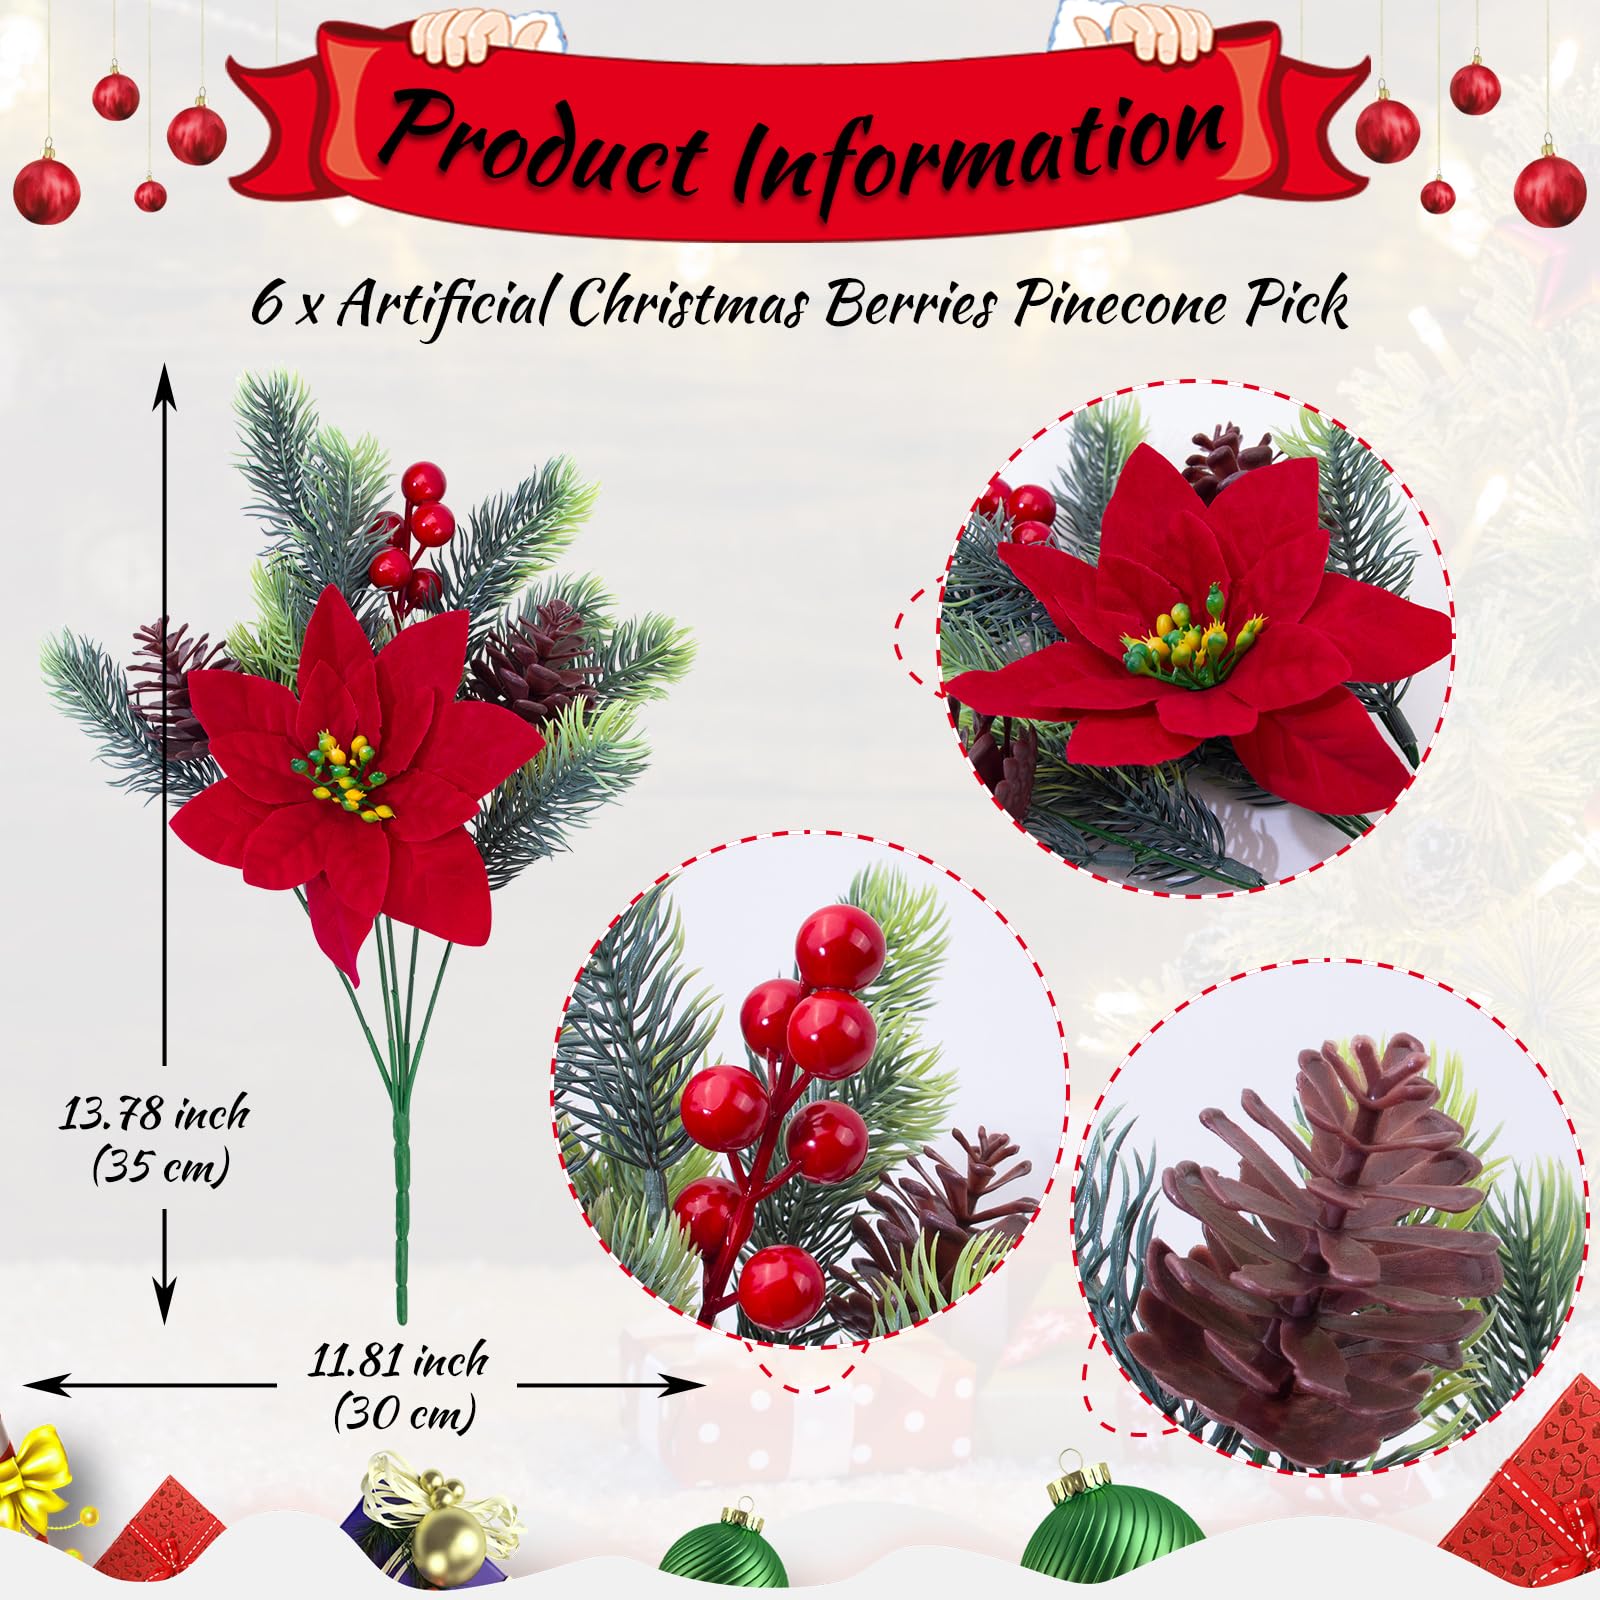 Product Information
6 x Artificial Christmas Berries Pinecone Pick
13.78 inch
(35 cm)
11.81 inch
(30 cm)